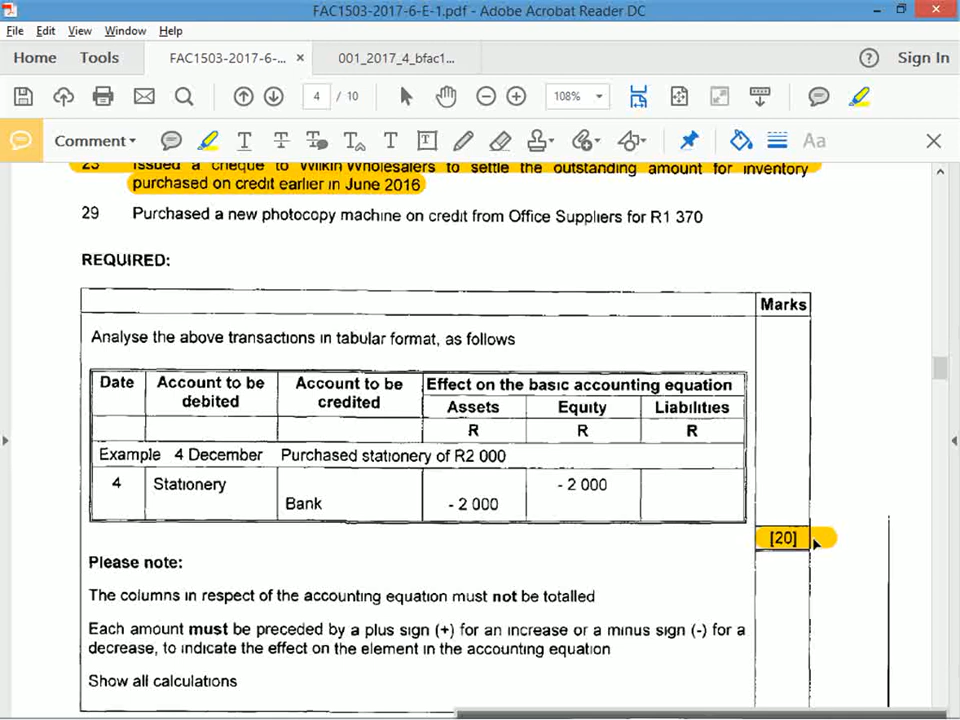 FAC1503-2017-6-E-1.pdf - Adobe Acrobat Reader DC
File Edit View Window Help
Home Tools FAC1503-2017-6-... × 001_2017_4_bfac1... Sign In
4 / 10 108%
Comment
23 Issued a cheque to Wilkin Wholesalers to settle the outstanding amount for inventory
purchased on credit earlier in June 2016
29 Purchased a new photocopy machine on credit from Office Suppliers for R1 370
REQUIRED:
Marks
Analyse the above transactions in tabular format, as follows
Date Account to be debited Account to be credited Effect on the basic accounting equation
Assets Equity Liabilities
R R R
Example 4 December Purchased stationery of R2 000
4 Stationery - 2 000
Bank - 2 000
[20]
Please note:
The columns in respect of the accounting equation must not be totalled
Each amount must be preceded by a plus sign (+) for an increase or a minus sign (-) for a
decrease, to indicate the effect on the element in the accounting equation
Show all calculations